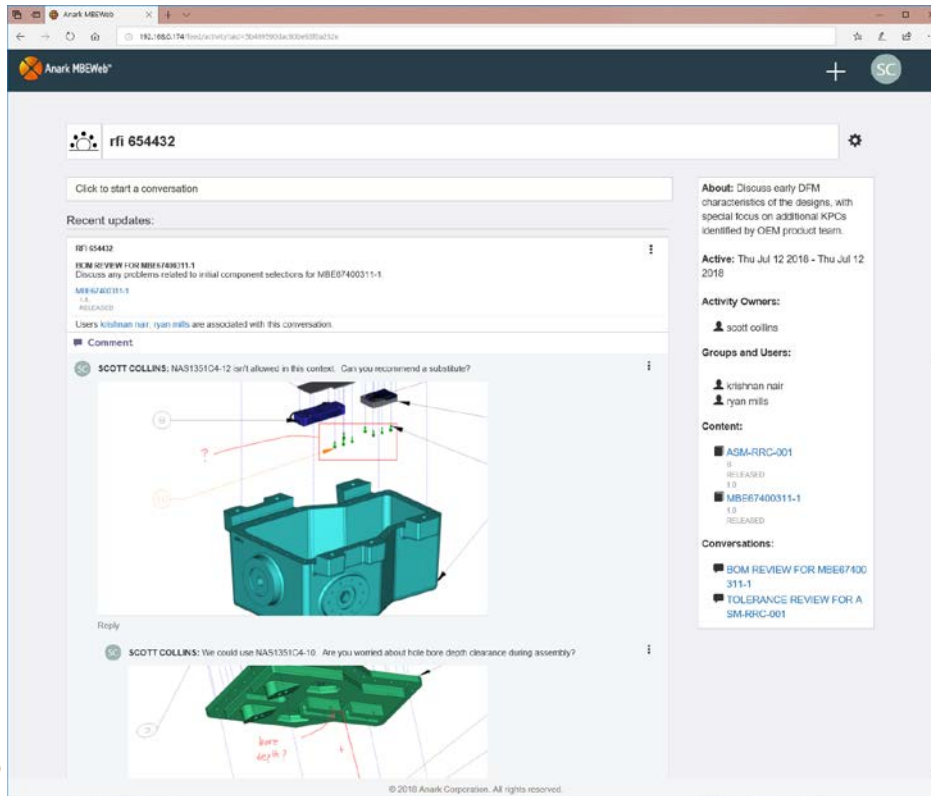 Anark MBEWeb
192.168.0.174
Anark MBEWeb™
SC
rfi 654432
Click to start a conversation
Recent updates:
RFI 654432
BOM REVIEW FOR MBE67400311-1
Discuss any problems related to initial component selections for MBE67400311-1
MBE67400311-1
1.0
RELEASED
Users krishnan nair, ryan mills are associated with this conversation.
Comment
SC
SCOTT COLLINS: NAS1351C4-12 isn't allowed in this context. Can you recommend a substitute?
?
Reply
SC
SCOTT COLLINS: We could use NAS1351C4-10. Are you worried about hole bore depth clearance during assembly?
bore
depth?
About: Discuss early DFM
characteristics of the designs, with
special focus on additional KPCs
identified by OEM product team.
Active: Thu Jul 12 2018 - Thu Jul 12
2018
Activity Owners:
scott collins
Groups and Users:
krishnan nair
ryan mills
Content:
ASM-RRC-001
RELEASED
1.0
MBE67400311-1
1.0
RELEASED
Conversations:
BOM REVIEW FOR MBE67400
311-1
TOLERANCE REVIEW FOR A
SM-RRC-001
© 2018 Anark Corporation. All rights reserved.